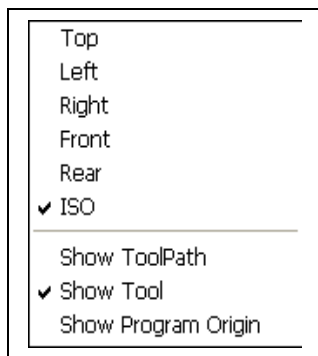 Top
Left
Right
Front
Rear
ISO
Show ToolPath
Show Tool
Show Program Origin